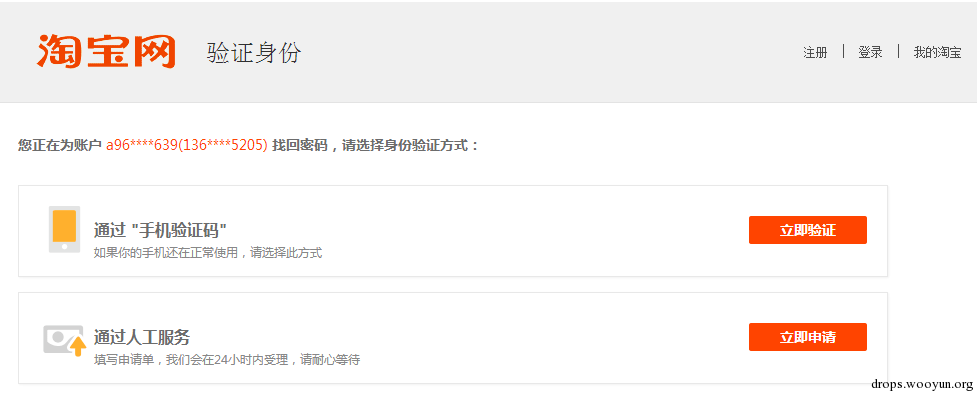 淘宝网 验证身份 注册 | 登录 | 我的淘宝
您正在为账户 a96****639(136****5205) 找回密码，请选择身份验证方式：
通过 "手机验证码"
如果你的手机还在正常使用，请选择此方式
立即验证
通过人工服务
填写申请单，我们会在24小时内受理，请耐心等待
立即申请
drops.wooyun.org